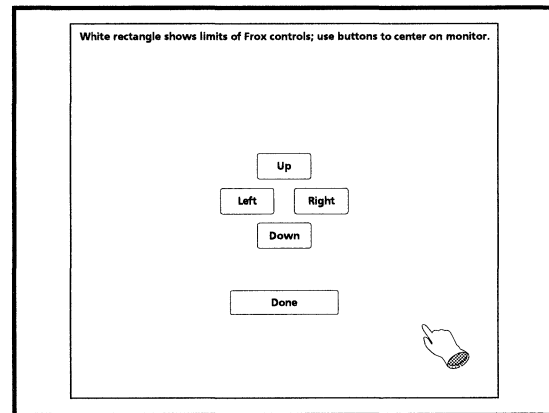 White rectangle shows limits of Frox controls; use buttons to center on monitor.
Up
Left Right
Down
Done